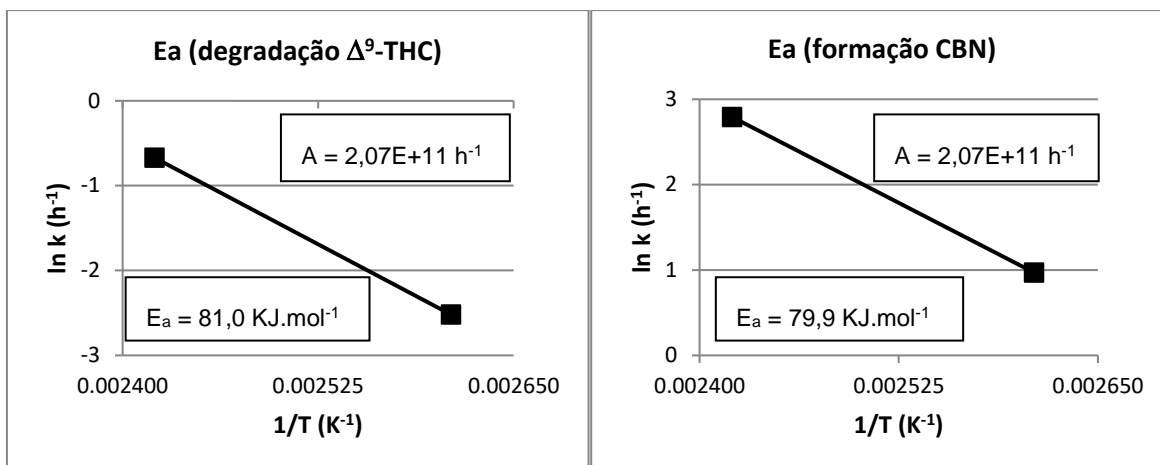 Ea (degradação Δ⁹-THC)
0
-1
-2
-3
ln k (h⁻¹)
A = 2,07E+11 h⁻¹
Eₐ = 81,0 KJ.mol⁻¹
0.002400
0.002525
0.002650
1/T (K⁻¹)
Ea (formação CBN)
3
2
1
0
ln k (h⁻¹)
A = 2,07E+11 h⁻¹
Eₐ = 79,9 KJ.mol⁻¹
0.002400
0.002525
0.002650
1/T (K⁻¹)